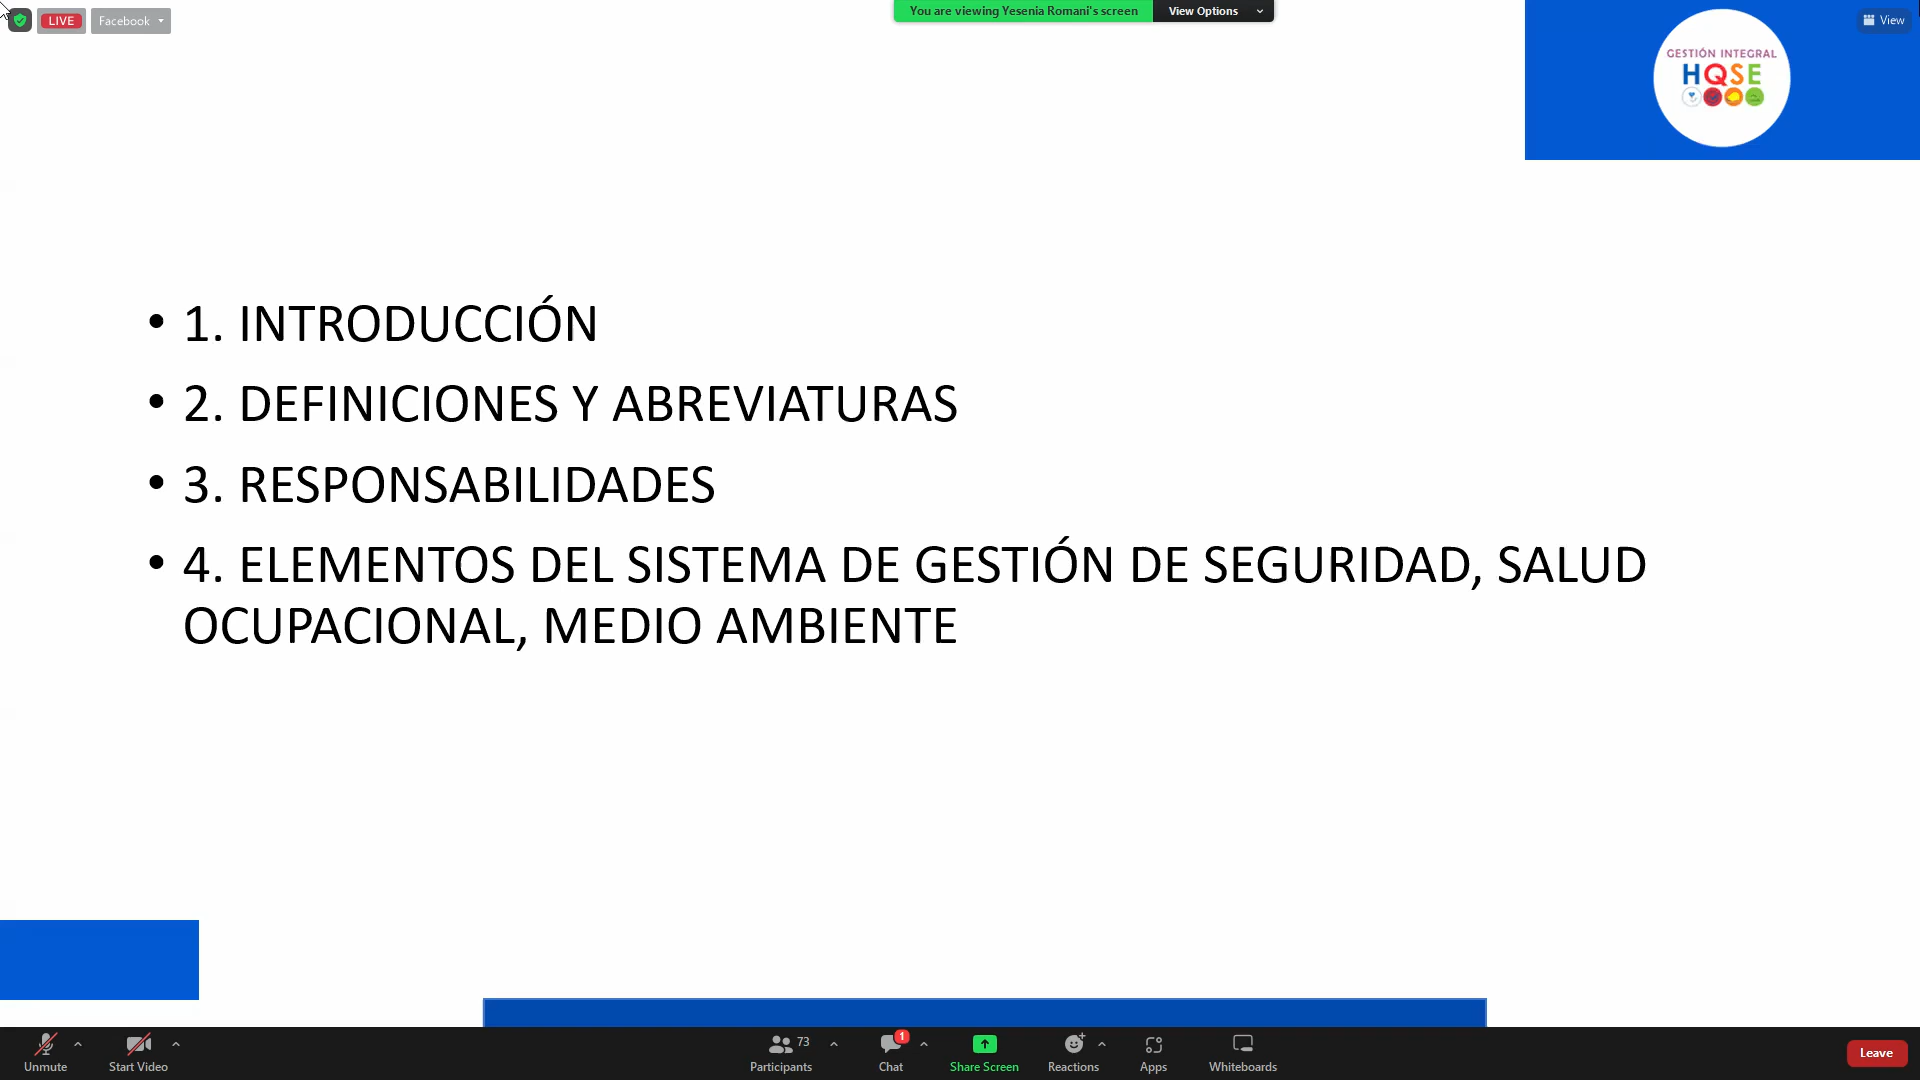 LIVE
Facebook
You are viewing Yesenia Romani's screen
View Options
View
GESTIÓN INTEGRAL
HQSE
• 1. INTRODUCCIÓN
• 2. DEFINICIONES Y ABREVIATURAS
• 3. RESPONSABILIDADES
• 4. ELEMENTOS DEL SISTEMA DE GESTIÓN DE SEGURIDAD, SALUD
OCUPACIONAL, MEDIO AMBIENTE
Unmute
Start Video
73
Participants
1
Chat
Share Screen
Reactions
Apps
Whiteboards
Leave